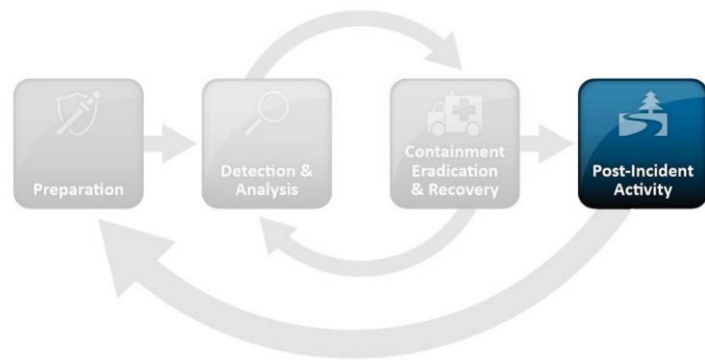 Preparation
Detection &
Analysis
Containment
Eradication
& Recovery
Post-Incident
Activity